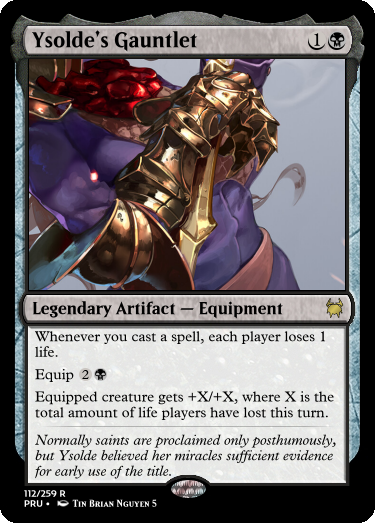 Ysolde's Gauntlet 1
Legendary Artifact — Equipment
Whenever you cast a spell, each player loses 1
life.
Equip 2
Equipped creature gets +X/+X, where X is the
total amount of life players have lost this turn.
Normally saints are proclaimed only posthumously,
but Ysolde believed her miracles sufficient evidence
for early use of the title.
112/259 R
PRU • Tin Brian Nguyen 5